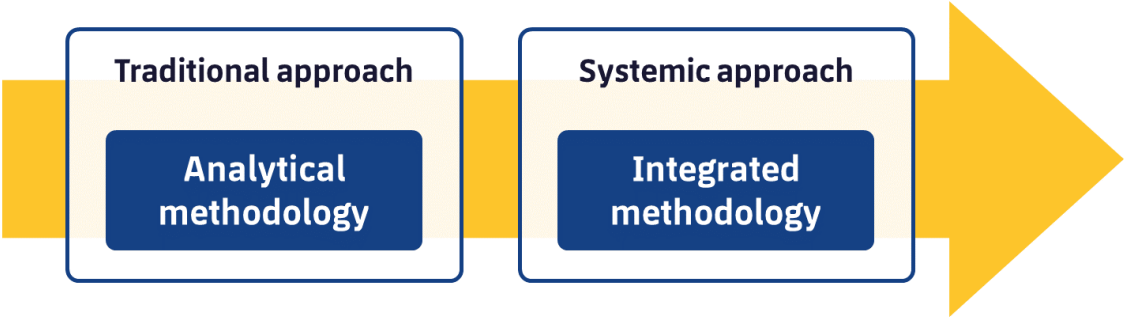 Traditional approach
Analytical
methodology
Systemic approach
Integrated
methodology